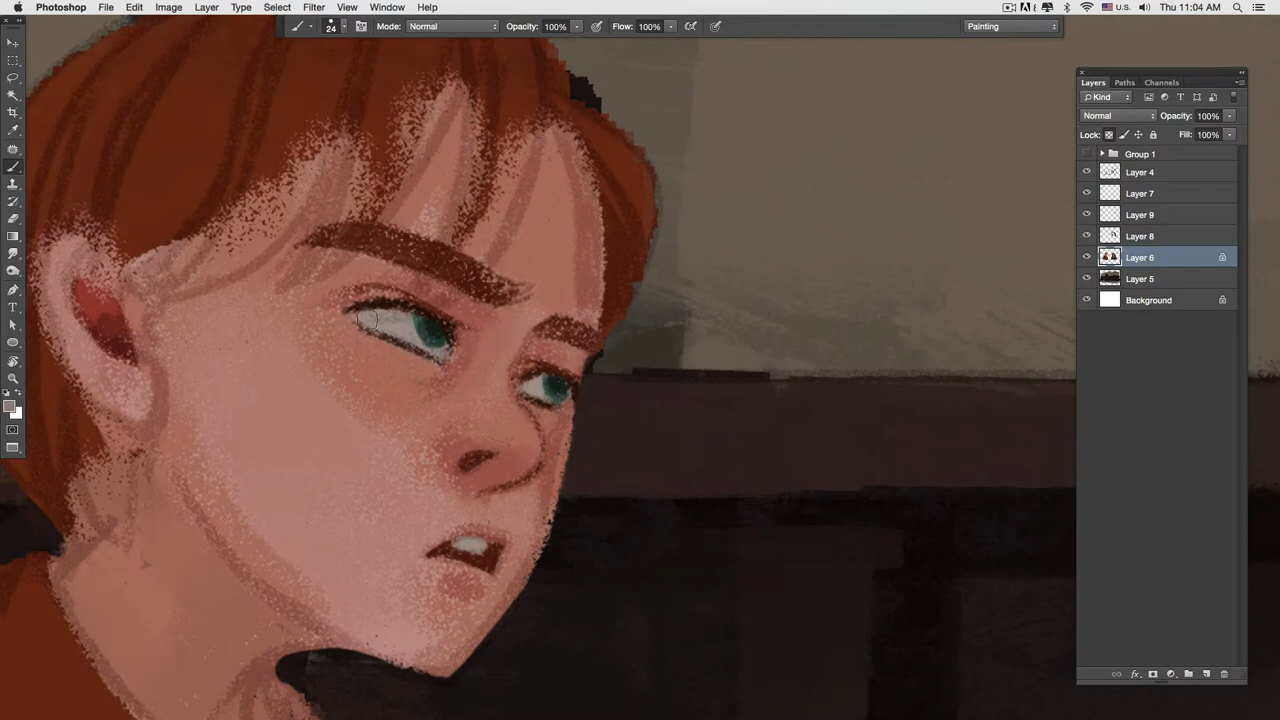 Photoshop File Edit Image Layer Type Select Filter View Window Help U.S. Thu 11:04 AM
24 Mode: Normal Opacity: 100% Flow: 100% Painting
Layers Paths Channels
Kind
Normal Opacity: 100%
Lock: Fill: 100%
Group 1
Layer 4
Layer 7
Layer 9
Layer 8
Layer 6
Layer 5
Background